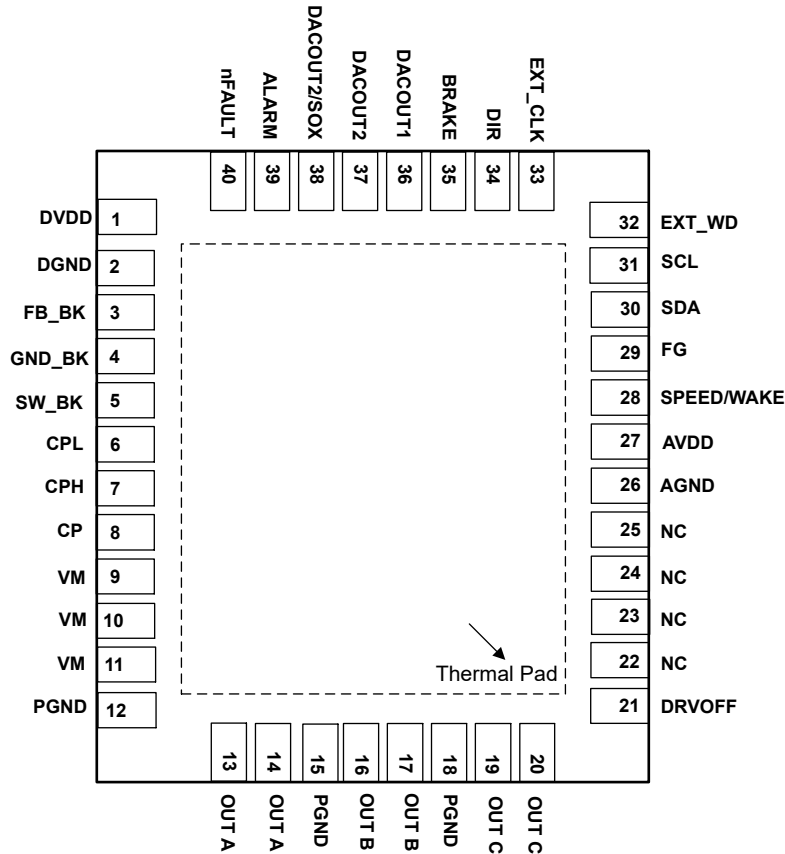 nFAULT
ALARM
DACOUT2/SOX
DACOUT2
DACOUT1
BRAKE
DIR
EXT_CLK
40
39
38
37
36
35
34
33
DVDD 1
DGND 2
FB_BK 3
GND_BK 4
SW_BK 5
CPL 6
CPH 7
CP 8
VM 9
VM 10
VM 11
PGND 12
32 EXT_WD
31 SCL
30 SDA
29 FG
28 SPEED/WAKE
27 AVDD
26 AGND
25 NC
24 NC
23 NC
22 NC
21 DRVOFF
Thermal Pad
13
14
15
16
17
18
19
20
OUT A
OUT A
PGND
OUT B
OUT B
PGND
OUT C
OUT C